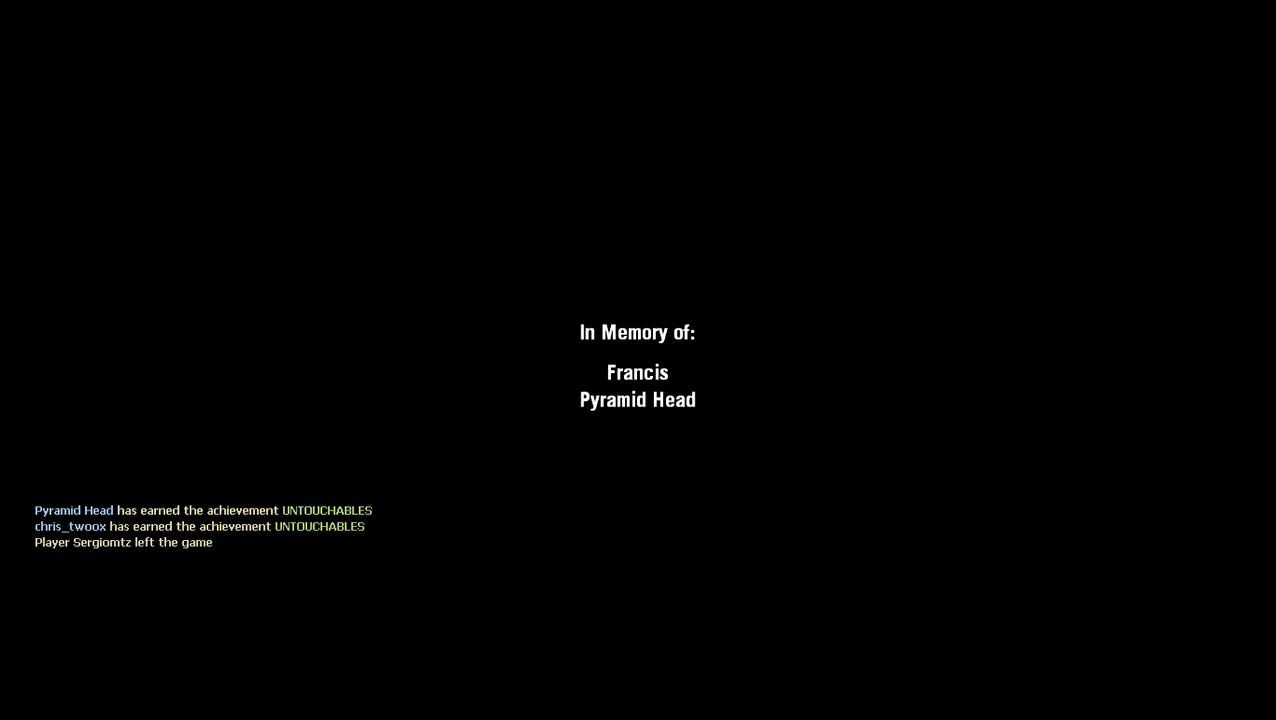 In Memory of:
Francis
Pyramid Head
Pyramid Head has earned the achievement UNTOUCHABLES
chris_twoox has earned the achievement UNTOUCHABLES
Player Sergiomtz left the game